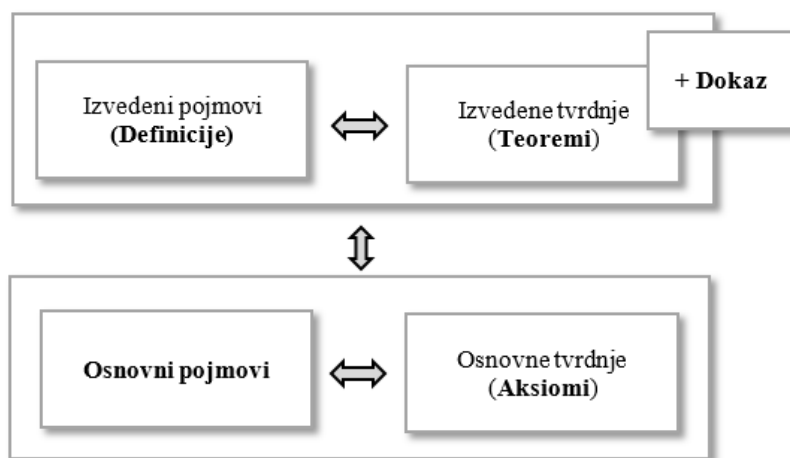 Izvedeni pojmovi
(Definicije)
Izvedene tvrdnje
(Teoremi)
+ Dokaz
Osnovni pojmovi
Osnovne tvrdnje
(Aksiomi)